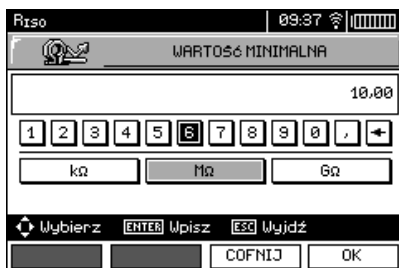 RISO 09:37
WARTOŚĆ MINIMALNA
10.00
1 2 3 4 5 6 7 8 9 0 , ←
kΩ MΩ GΩ
Wybierz ENTER Wpisz ESC Wyjdź
COFNIJ OK